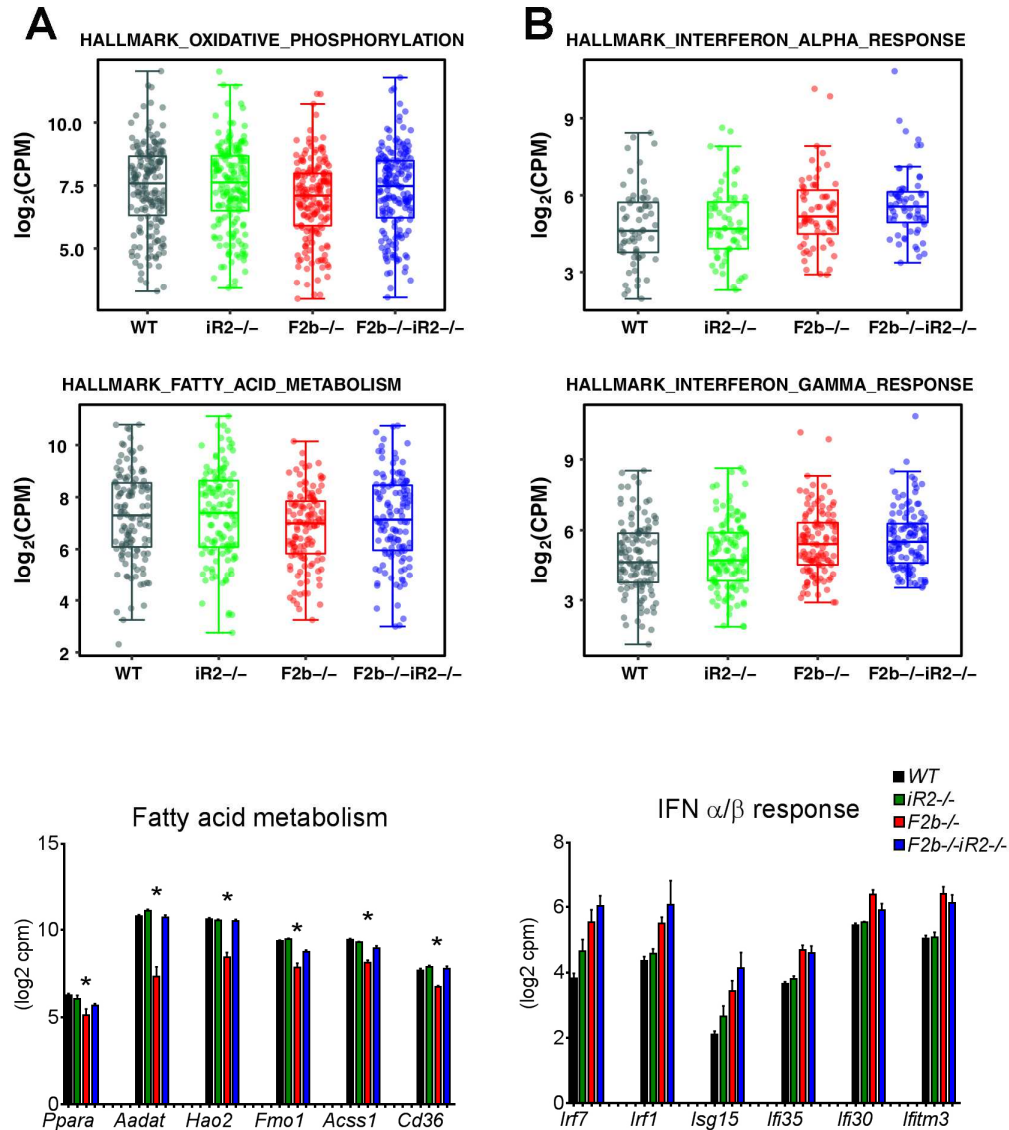 A
B
HALLMARK_OXIDATIVE_PHOSPHORYLATION
log2(CPM)
10.0
7.5
5.0
WT iR2−/− F2b−/− F2b−/−iR2−/−
HALLMARK_INTERFERON_ALPHA_RESPONSE
log2(CPM)
9
6
3
WT iR2−/− F2b−/− F2b−/−iR2−/−
HALLMARK_FATTY_ACID_METABOLISM
log2(CPM)
10
8
6
4
2
WT iR2−/− F2b−/− F2b−/−iR2−/−
HALLMARK_INTERFERON_GAMMA_RESPONSE
log2(CPM)
9
6
3
WT iR2−/− F2b−/− F2b−/−iR2−/−
Fatty acid metabolism
(log2 cpm)
15
10
5
0
* * * * * *
Ppara Aadat Hao2 Fmo1 Acss1 Cd36
IFN α/β response
WT
iR2-/-
F2b-/-
F2b-/-iR2-/-
(log2 cpm)
8
6
4
2
0
Irf7 Irf1 Isg15 Ifi35 Ifi30 Ifitm3